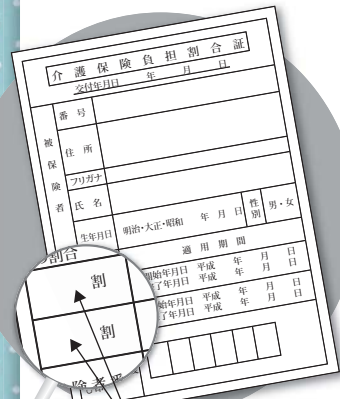 介護保険負担割合証
交付年月日 年 月 日
被保険者
番号
住所
フリガナ
氏名
生年月日 明治・大正・昭和 年 月 日 性別 男・女
割合 適用期間
割 開始年月日 平成 年 月 日
了年月日 平成 年 月 日
割 始年月日 平成 年 月 日
了年月日 平成 年 月 日